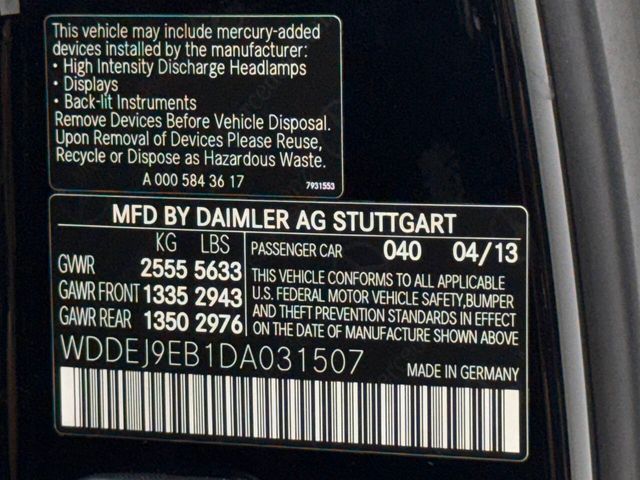 This vehicle may include mercury-added
devices installed by the manufacturer:
• High Intensity Discharge Headlamps
• Displays
• Back-lit Instruments
Remove Devices Before Vehicle Disposal.
Upon Removal of Devices Please Reuse,
Recycle or Dispose as Hazardous Waste.
A 000 584 36 17 7931553
MFD BY DAIMLER AG STUTTGART
KG LBS
GVWR 2555 5633
GAWR FRONT 1335 2943
GAWR REAR 1350 2976
PASSENGER CAR 040 04/13
THIS VEHICLE CONFORMS TO ALL APPLICABLE
U.S. FEDERAL MOTOR VEHICLE SAFETY,BUMPER
AND THEFT PREVENTION STANDARDS IN EFFECT
ON THE DATE OF MANUFACTURE SHOWN ABOVE
WDDEJ9EB1DA031507 MADE IN GERMANY